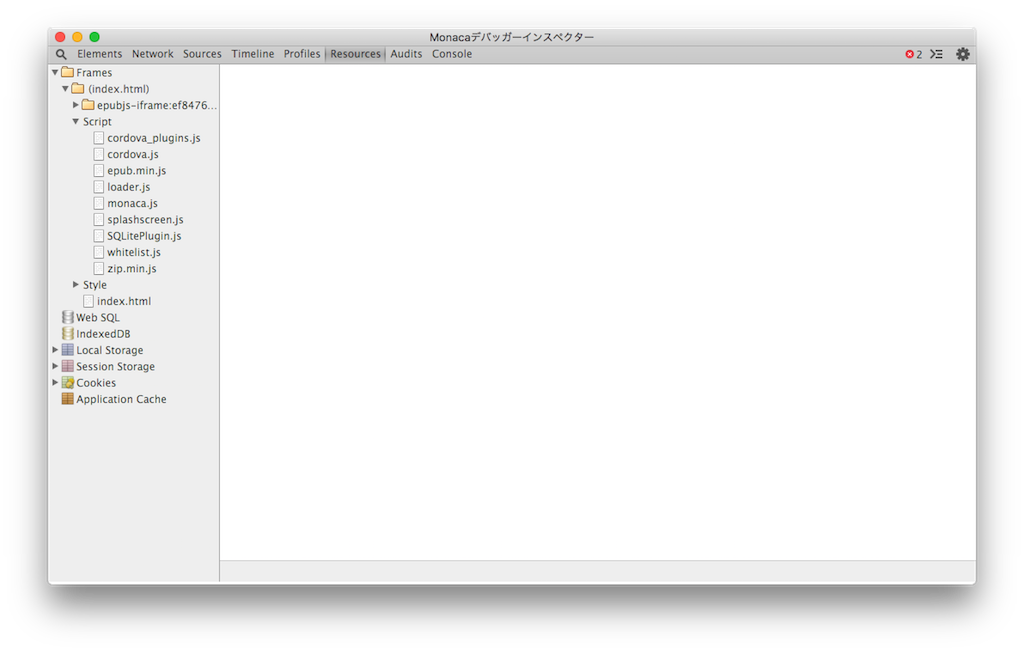 Monacaデバッガーインスペクター
Elements Network Sources Timeline Profiles Resources Audits Console 2
Frames
(index.html)
epubjs-iframe:ef8476...
Script
cordova_plugins.js
cordova.js
epub.min.js
loader.js
monaca.js
splashscreen.js
SQLitePlugin.js
whitelist.js
zip.min.js
Style
index.html
Web SQL
IndexedDB
Local Storage
Session Storage
Cookies
Application Cache